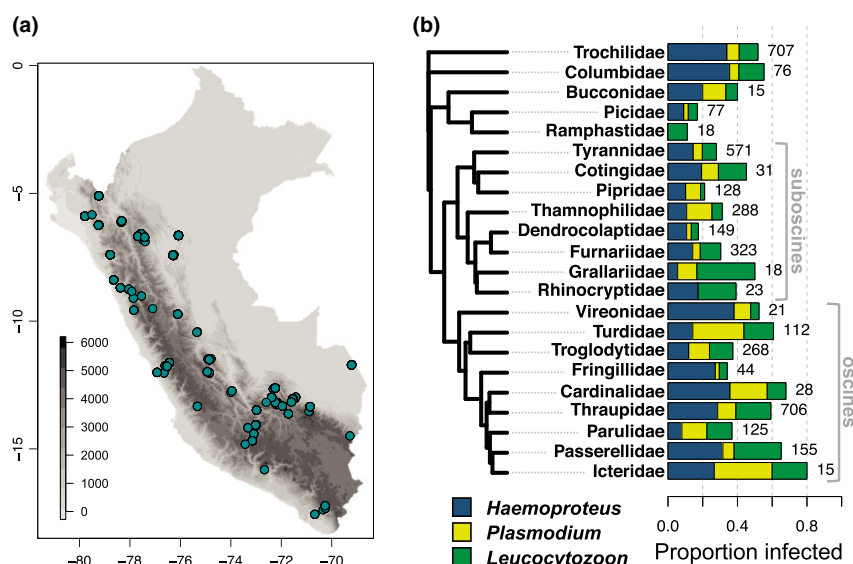 (a)
(b)
0
−5
−10
−15
6000
5000
4000
3000
2000
1000
0
−80
−78
−76
−74
−72
−70
Trochilidae 707
Columbidae 76
Bucconidae 15
Picidae 77
Ramphastidae 18
Tyrannidae 571
Cotingidae 31
Pipridae 128
Thamnophilidae 288
Dendrocolaptidae 149
Furnariidae 323
Grallariidae 18
Rhinocryptidae 23
Vireonidae 21
Turdidae 112
Troglodytidae 268
Fringillidae 44
Cardinalidae 28
Thraupidae 706
Parulidae 125
Passerellidae 155
Icteridae 15
suboscines
oscines
Haemoproteus
Plasmodium
Leucocytozoon
0.0 0.4 0.8
Proportion infected